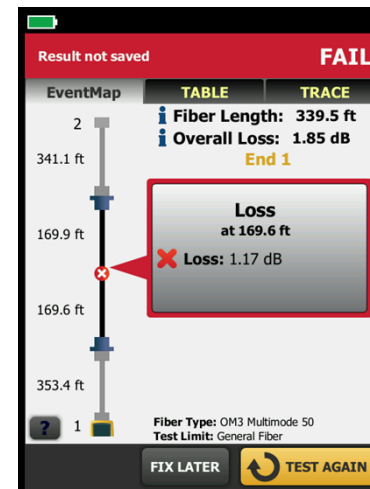 Result not saved
FAIL
EventMap
TABLE
TRACE
i Fiber Length: 339.5 ft
i Overall Loss: 1.85 dB
End 1
2
341.1 ft
169.9 ft
169.6 ft
353.4 ft
1
Loss
at 169.6 ft
Loss: 1.17 dB
Fiber Type: OM3 Multimode 50
Test Limit: General Fiber
?
FIX LATER
TEST AGAIN